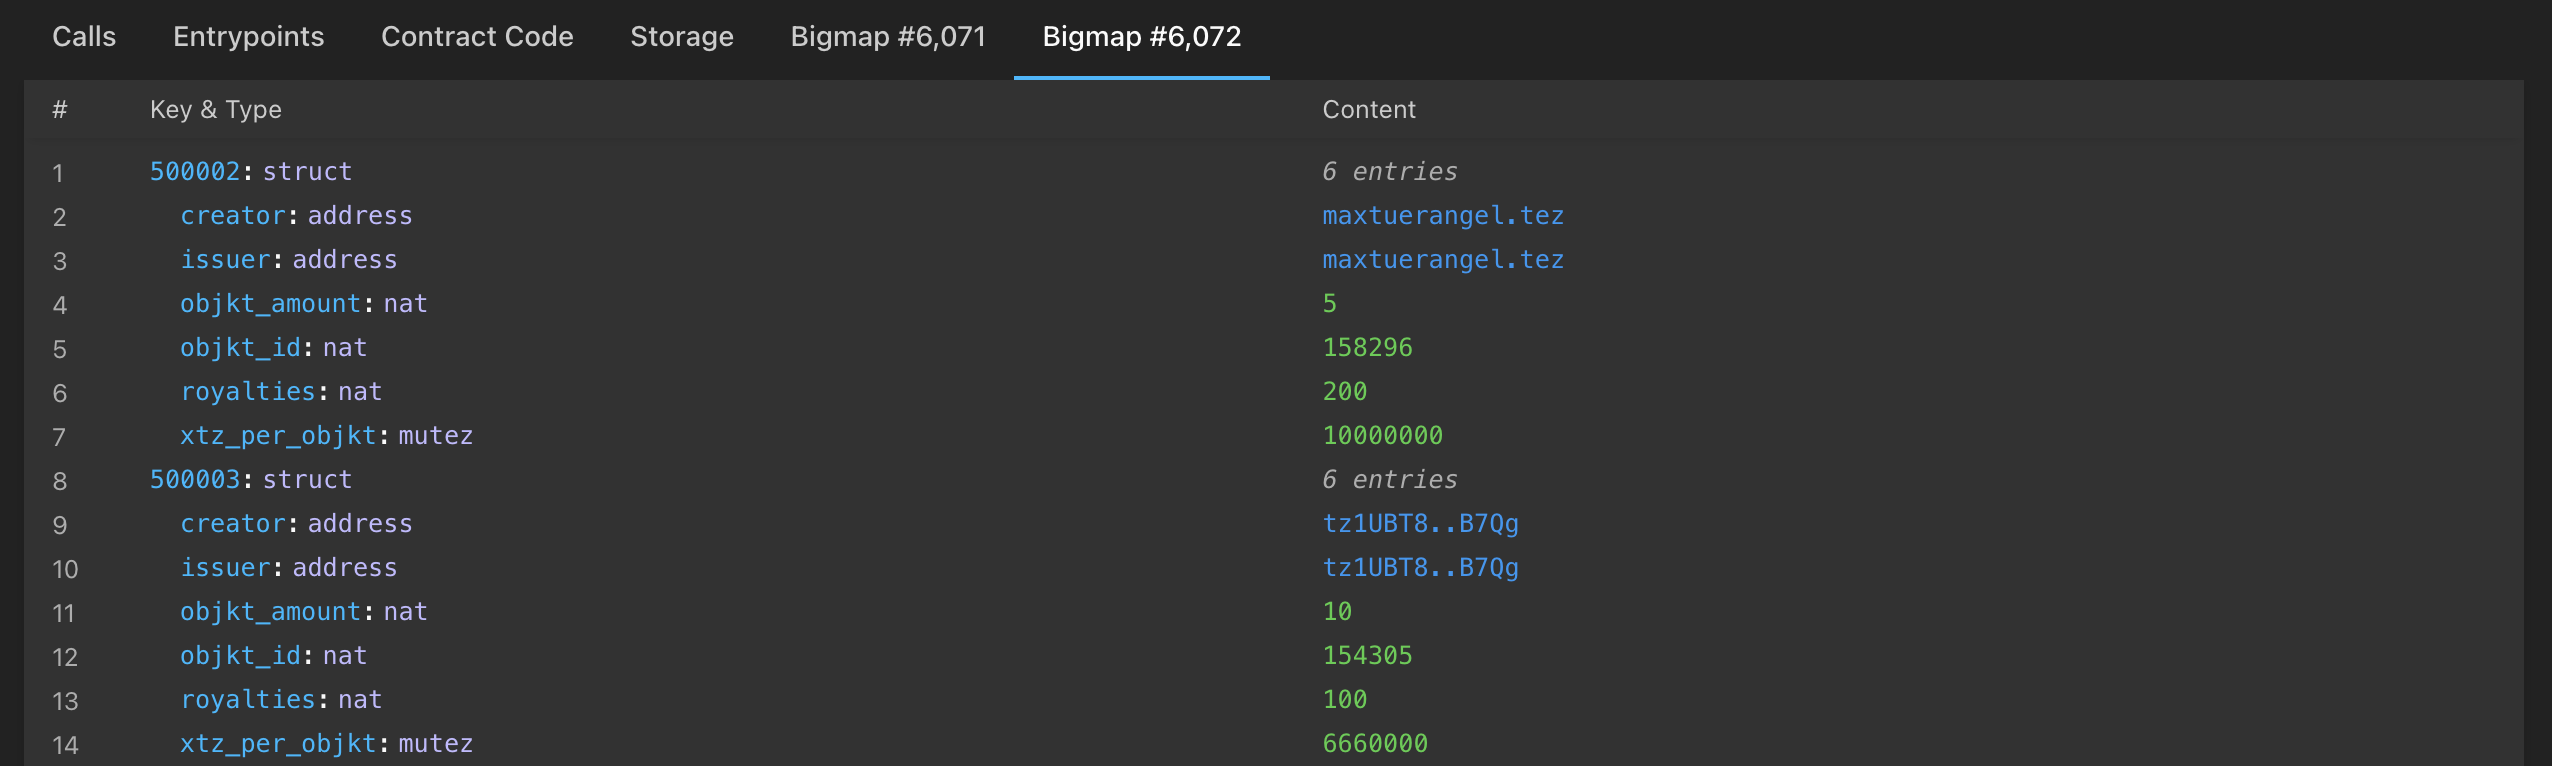 Calls Entrypoints Contract Code Storage Bigmap #6,071 Bigmap #6,072
# Key & Type Content
1 500002: struct 6 entries
2 creator: address maxtuerangel.tez
3 issuer: address maxtuerangel.tez
4 objkt_amount: nat 5
5 objkt_id: nat 158296
6 royalties: nat 200
7 xtz_per_objkt: mutez 10000000
8 500003: struct 6 entries
9 creator: address tz1UBT8..B7Qg
10 issuer: address tz1UBT8..B7Qg
11 objkt_amount: nat 10
12 objkt_id: nat 154305
13 royalties: nat 100
14 xtz_per_objkt: mutez 6660000